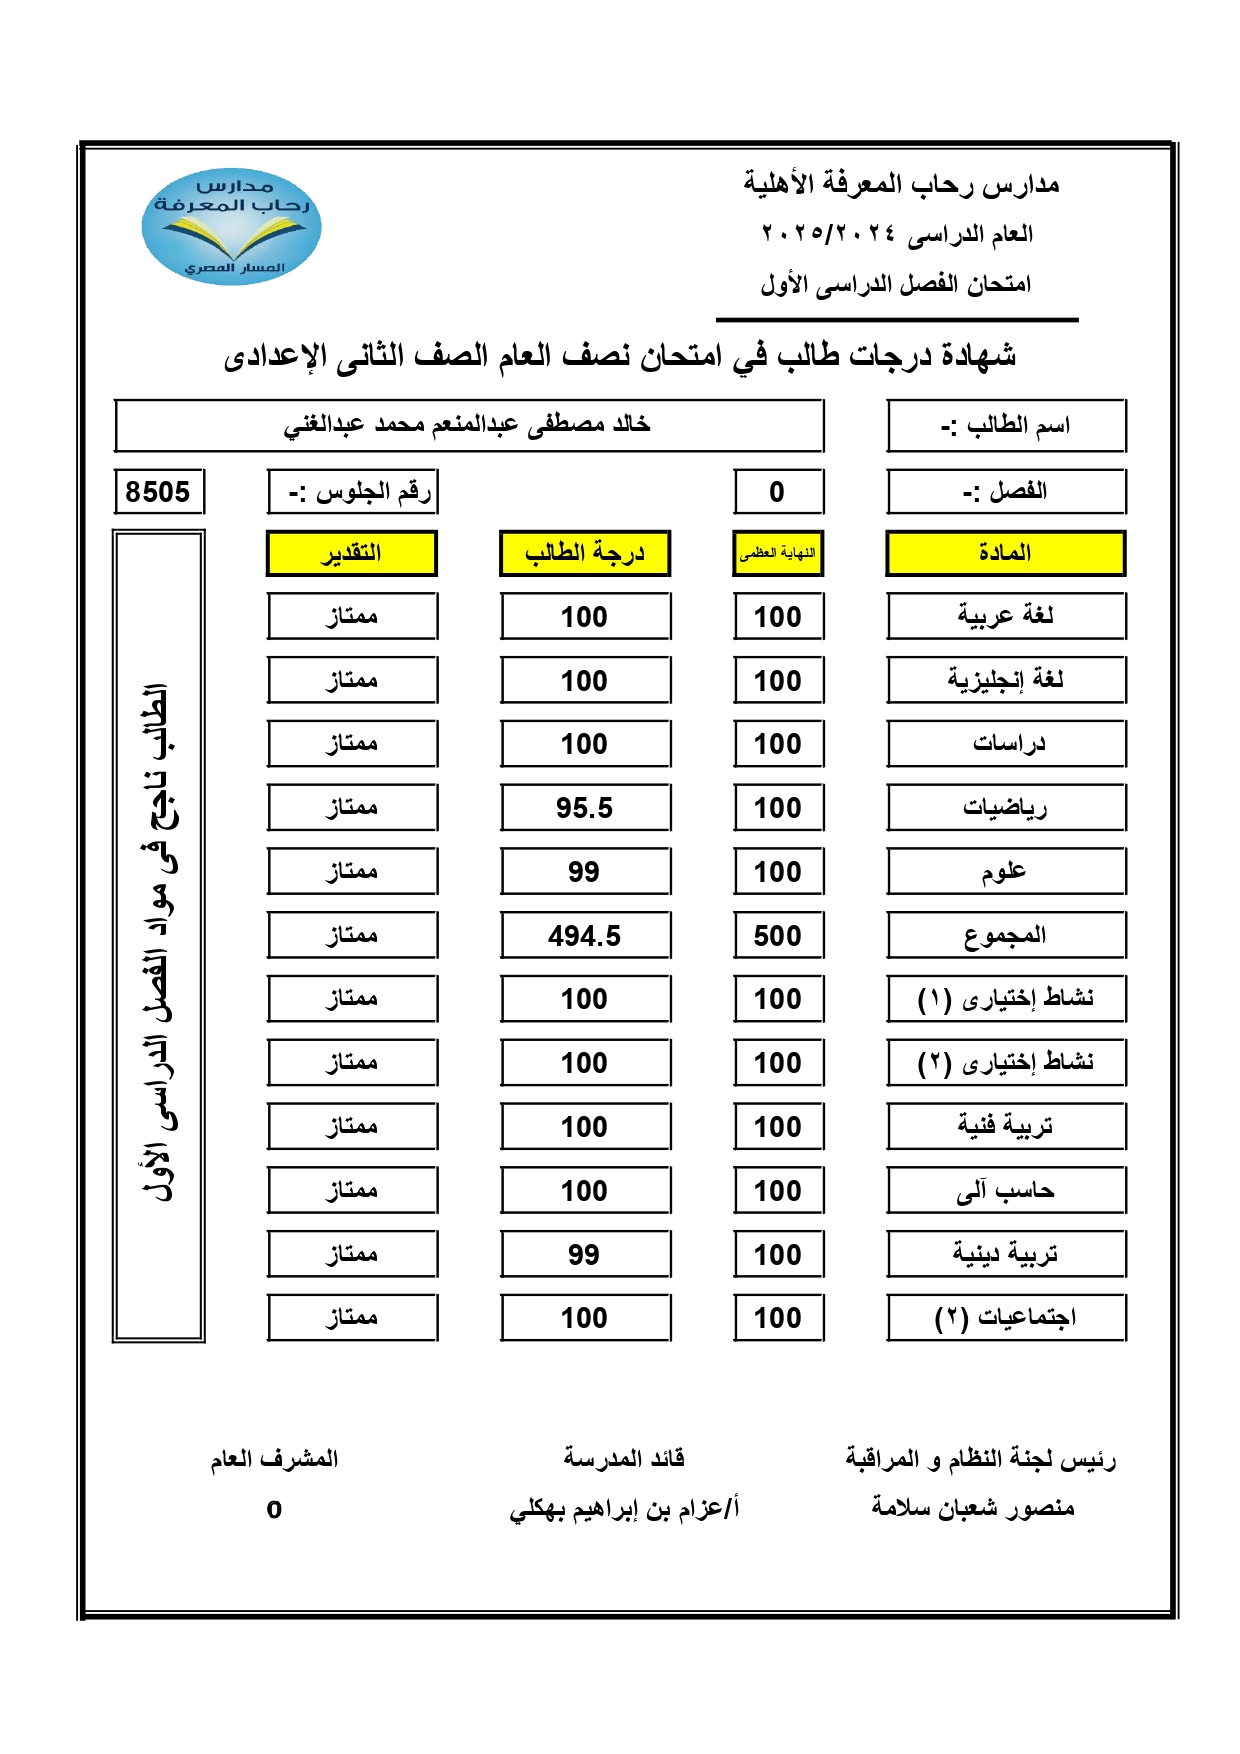 مدارس رحاب المعرفة الأهلية
العام الدراسى ٢٠٢٥/٢٠٢٤
امتحان الفصل الدراسى الأول
مدارس
رحاب المعرفة
المسار المصري
شهادة درجات طالب في امتحان نصف العام الصف الثانى الإعدادى
اسم الطالب :- خالد مصطفى عبدالمنعم محمد عبدالغني
الفصل :- 0 رقم الجلوس :- 8505
المادة النهاية العظمى درجة الطالب التقدير
لغة عربية 100 100 ممتاز
لغة إنجليزية 100 100 ممتاز
دراسات 100 100 ممتاز
رياضيات 100 95.5 ممتاز
علوم 100 99 ممتاز
المجموع 500 494.5 ممتاز
نشاط إختيارى (١) 100 100 ممتاز
نشاط إختيارى (٢) 100 100 ممتاز
تربية فنية 100 100 ممتاز
حاسب آلى 100 100 ممتاز
تربية دينية 100 99 ممتاز
اجتماعيات (٢) 100 100 ممتاز
الطالب ناجح فى مواد الفصل الدراسى الأول
رئيس لجنة النظام و المراقبة قائد المدرسة المشرف العام
منصور شعبان سلامة أ/عزام بن إبراهيم بهكلي 0